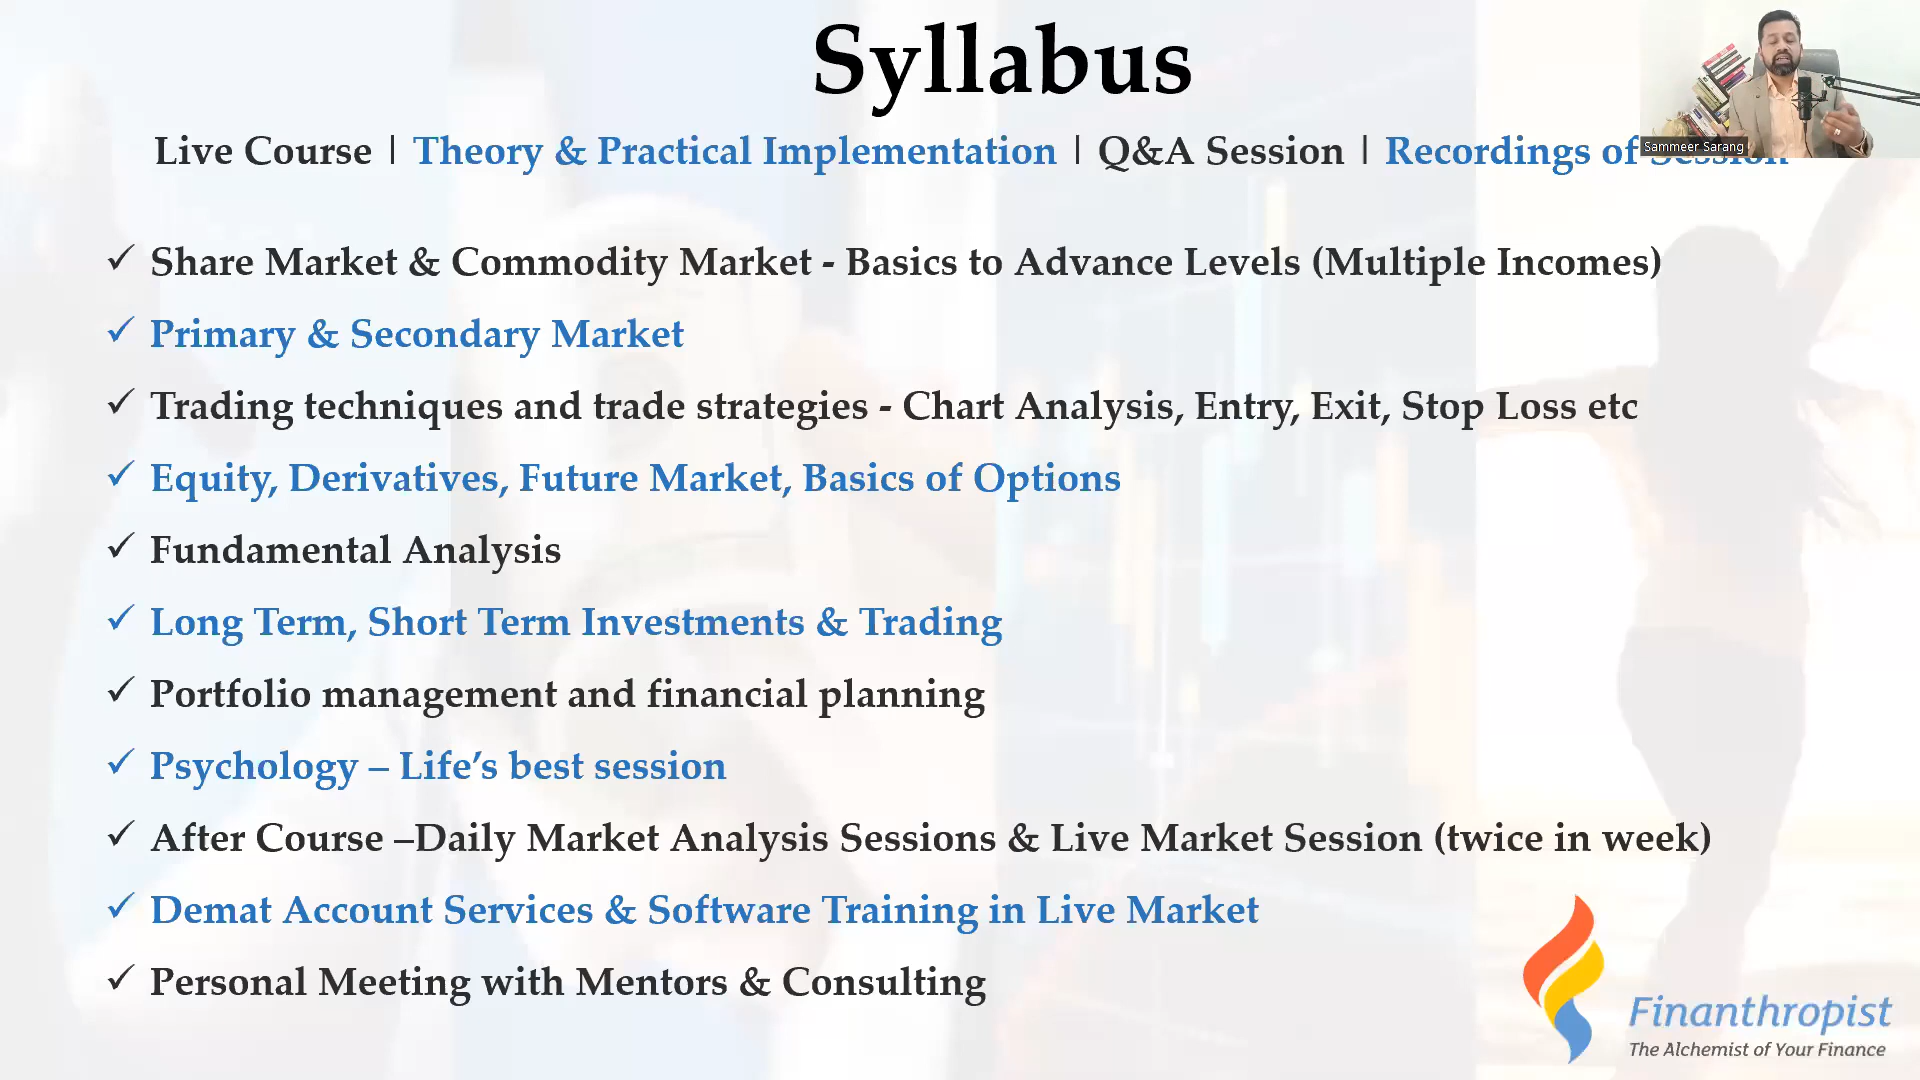 Syllabus
Live Course | Theory & Practical Implementation | Q&A Session | Recordings of Session
Sammeer Sarang
✓ Share Market & Commodity Market - Basics to Advance Levels (Multiple Incomes)
✓ Primary & Secondary Market
✓ Trading techniques and trade strategies - Chart Analysis, Entry, Exit, Stop Loss etc
✓ Equity, Derivatives, Future Market, Basics of Options
✓ Fundamental Analysis
✓ Long Term, Short Term Investments & Trading
✓ Portfolio management and financial planning
✓ Psychology – Life’s best session
✓ After Course –Daily Market Analysis Sessions & Live Market Session (twice in week)
✓ Demat Account Services & Software Training in Live Market
✓ Personal Meeting with Mentors & Consulting
Finanthropist
The Alchemist of Your Finance